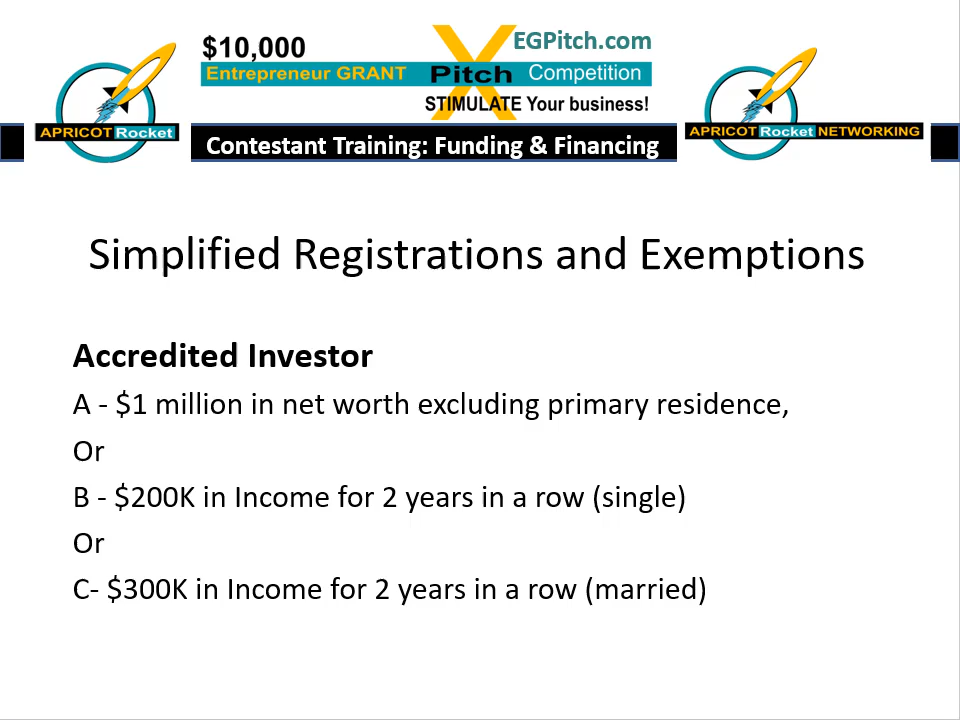 $10,000
EGPitch.com
Entrepreneur GRANT Pitch Competition
STIMULATE Your business!
APRICOT Rocket
APRICOT Rocket NETWORKING
Contestant Training: Funding & Financing
Simplified Registrations and Exemptions
Accredited Investor
A - $1 million in net worth excluding primary residence,
Or
B - $200K in Income for 2 years in a row (single)
Or
C- $300K in Income for 2 years in a row (married)